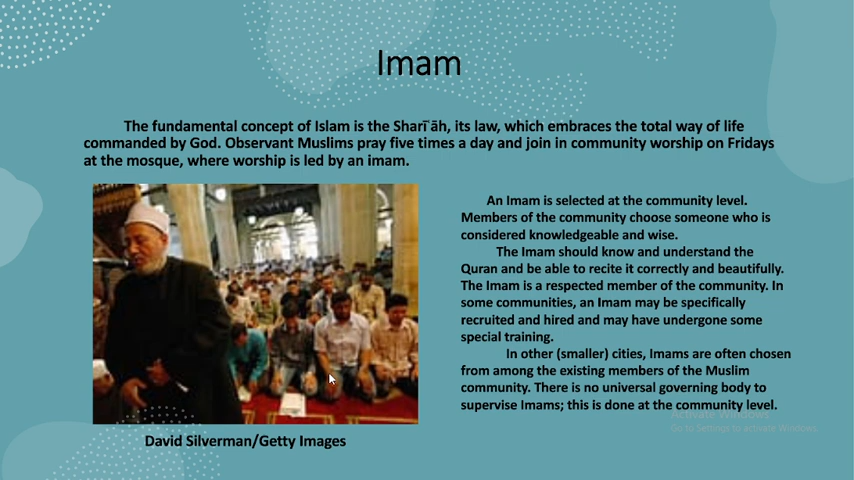 Imam
The fundamental concept of Islam is the Sharī`āh, its law, which embraces the total way of life
commanded by God. Observant Muslims pray five times a day and join in community worship on Fridays
at the mosque, where worship is led by an imam.
An Imam is selected at the community level.
Members of the community choose someone who is
considered knowledgeable and wise.
The Imam should know and understand the
Quran and be able to recite it correctly and beautifully.
The Imam is a respected member of the community. In
some communities, an Imam may be specifically
recruited and hired and may have undergone some
special training.
In other (smaller) cities, Imams are often chosen
from among the existing members of the Muslim
community. There is no universal governing body to
supervise Imams; this is done at the community level.
Activate Windows
Go to Settings to activate Windows.
David Silverman/Getty Images